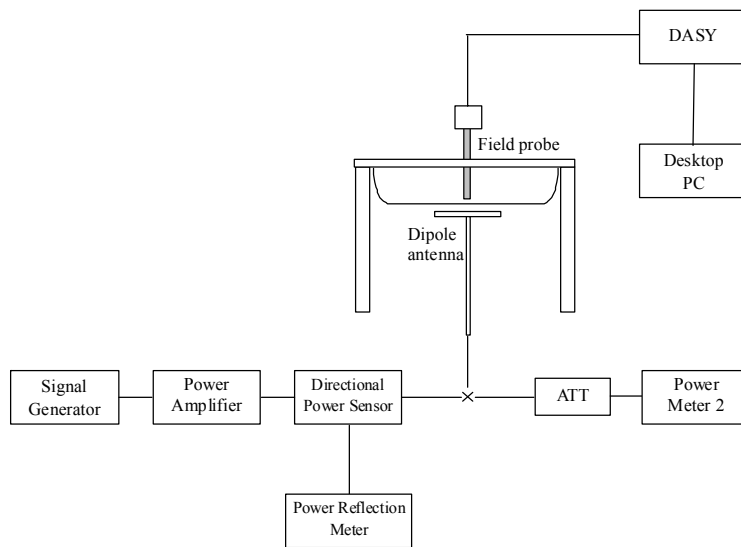 DASY
Field probe
Desktop
PC
Dipole
antenna
Signal
Generator
Power
Amplifier
Directional
Power Sensor
ATT
Power
Meter 2
Power Reflection
Meter